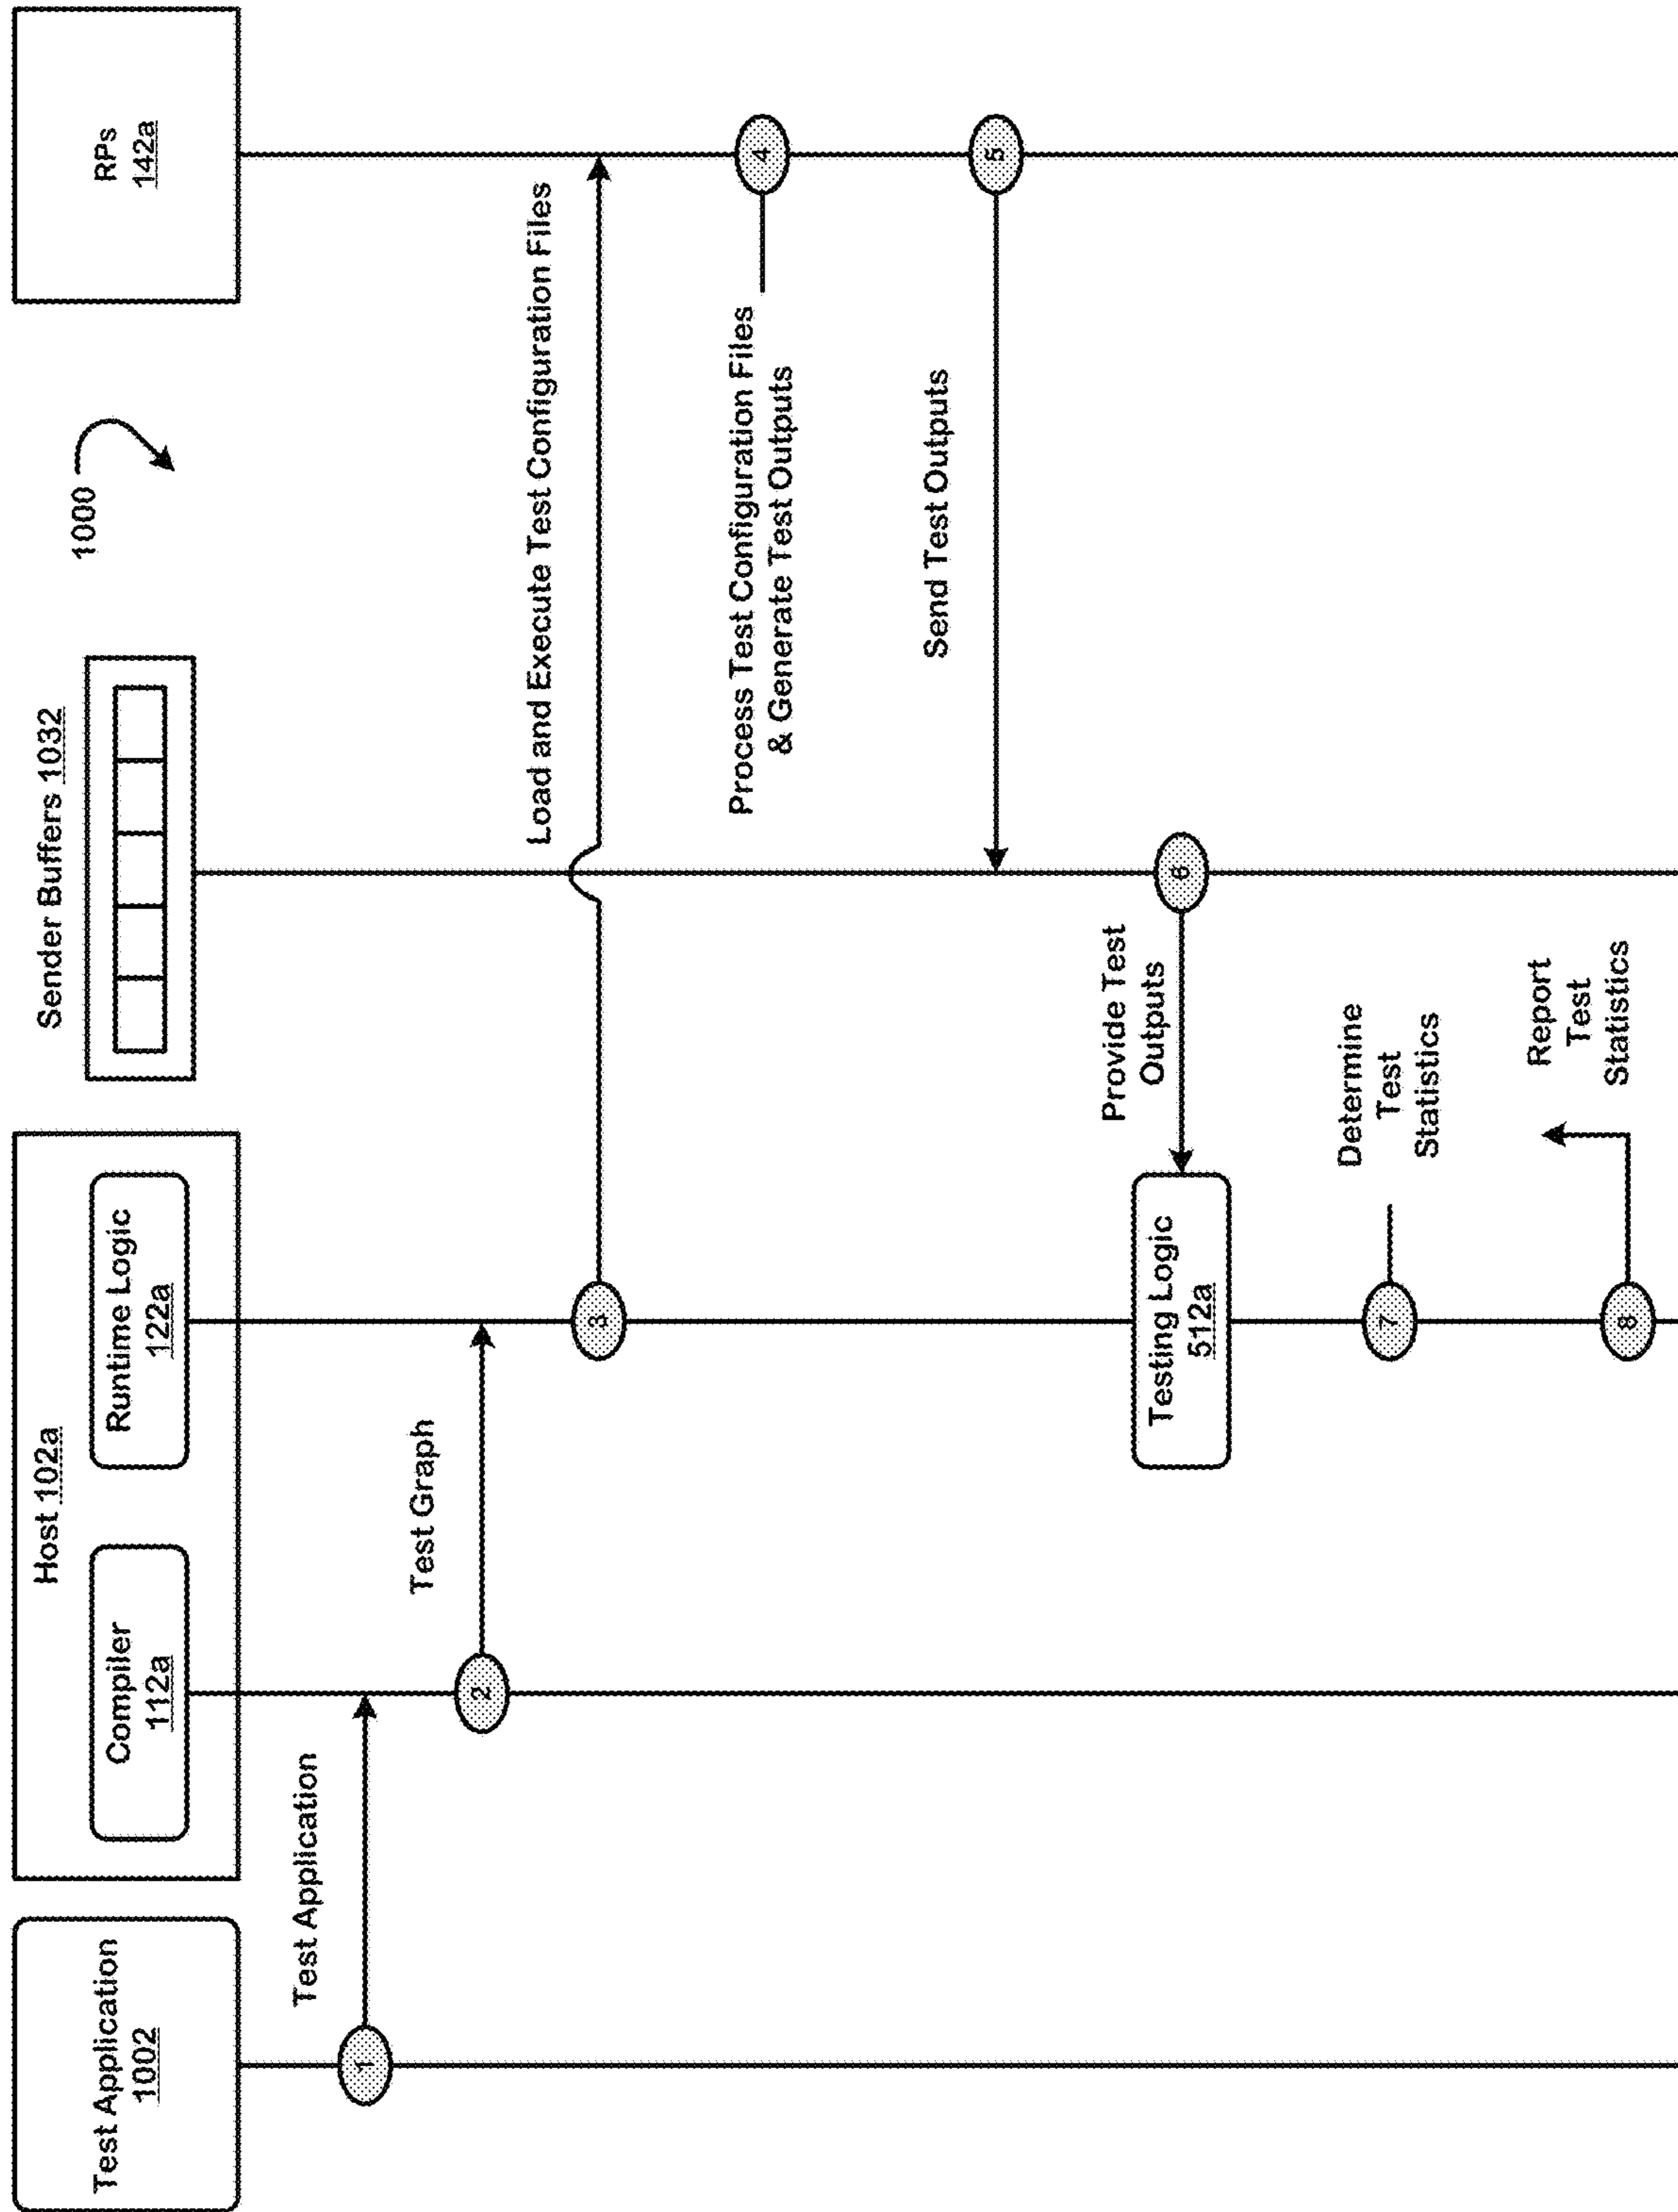 1000
Test Application
1002
Host 102a
Compiler
112a
Runtime Logic
122a
Sender Buffers 1032
RPs
142a
1
Test Application
2
Test Graph
3
Load and Execute Test Configuration Files
4
Process Test Configuration Files
& Generate Test Outputs
5
Send Test Outputs
6
Provide Test
Outputs
Testing Logic
512a
7
Determine
Test
Statistics
8
Report
Test
Statistics